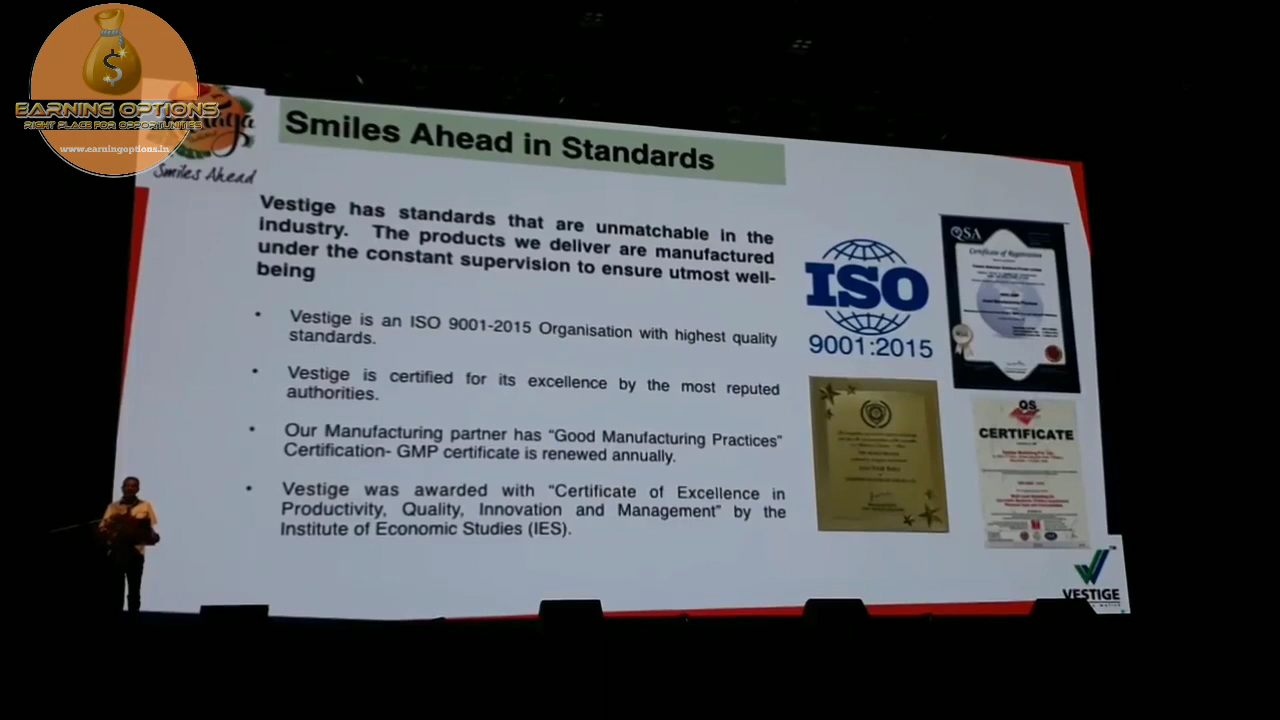 EARNING OPTIONS
RIGHT PLACE FOR OPPORTUNITIES
www.earningoptions.in
Smiles Ahead
Smiles Ahead in Standards
Vestige has standards that are unmatchable in the
industry. The products we deliver are manufactured
under the constant supervision to ensure utmost well-
being
• Vestige is an ISO 9001-2015 Organisation with highest quality
standards.
• Vestige is certified for its excellence by the most reputed
authorities.
• Our Manufacturing partner has “Good Manufacturing Practices”
Certification- GMP certificate is renewed annually.
• Vestige was awarded with “Certificate of Excellence in
Productivity, Quality, Innovation and Management” by the
Institute of Economic Studies (IES).
ISO
9001:2015
QSA
Certificate of Registration
QS
CERTIFICATE
VESTIGE